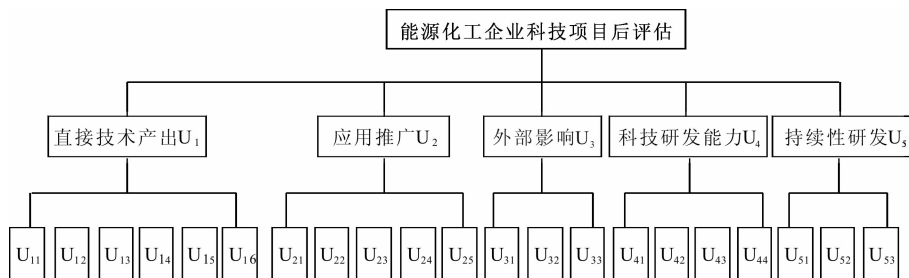 能源化工企业科技项目后评估
直接技术产出U₁ 应用推广U₂ 外部影响U₃ 科技研发能力U₄ 持续性研发U₅
U₁₁ U₁₂ U₁₃ U₁₄ U₁₅ U₁₆ U₂₁ U₂₂ U₂₃ U₂₄ U₂₅ U₃₁ U₃₂ U₃₃ U₄₁ U₄₂ U₄₃ U₄₄ U₅₁ U₅₂ U₅₃